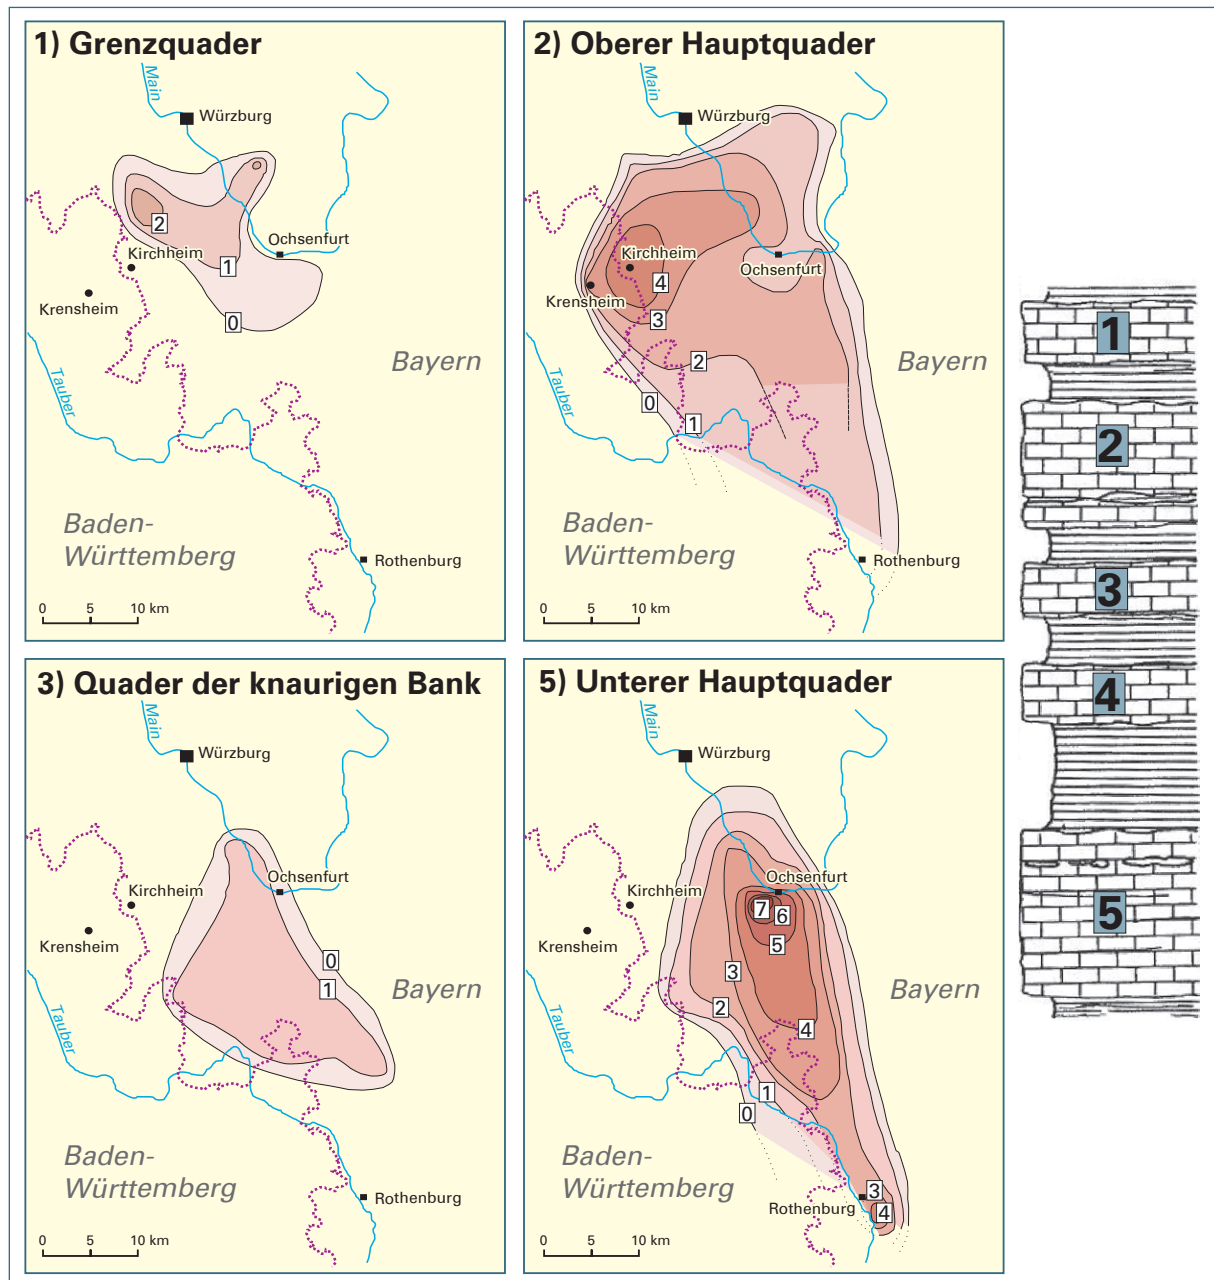 1) Grenzquader
Main
Würzburg
2
Ochsenfurt
Kirchheim
1
Krensheim
0
Bayern
Tauber
Baden-
Württemberg
Rothenburg
0 5 10 km
2) Oberer Hauptquader
Main
Würzburg
Kirchheim
Ochsenfurt
4
Krensheim
3
2
Bayern
0
1
Tauber
Baden-
Württemberg
Rothenburg
0 5 10 km
3) Quader der knaurigen Bank
Main
Würzburg
Ochsenfurt
Kirchheim
Krensheim
0
1
Bayern
Tauber
Baden-
Württemberg
Rothenburg
0 5 10 km
5) Unterer Hauptquader
Main
Würzburg
Ochsenfurt
Kirchheim
7
6
Krensheim
5
3
Bayern
2
4
Tauber
1
0
Baden-
Württemberg
3
Rothenburg
4
0 5 10 km
1
2
3
4
5